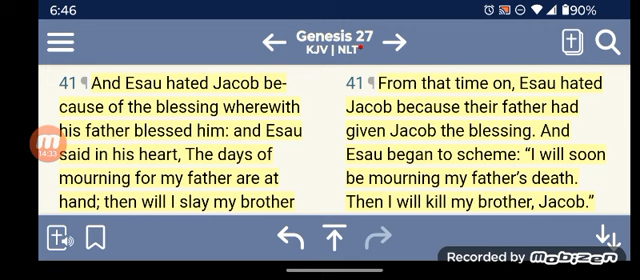 6:46
90%
Genesis 27
KJV | NLT
41 ¶ And Esau hated Jacob be-
cause of the blessing wherewith
his father blessed him: and Esau
said in his heart, The days of
mourning for my father are at
hand; then will I slay my brother
41 ¶ From that time on, Esau hated
Jacob because their father had
given Jacob the blessing. And
Esau began to scheme: “I will soon
be mourning my father’s death.
Then I will kill my brother, Jacob.”
14:33
Recorded by Mobizen